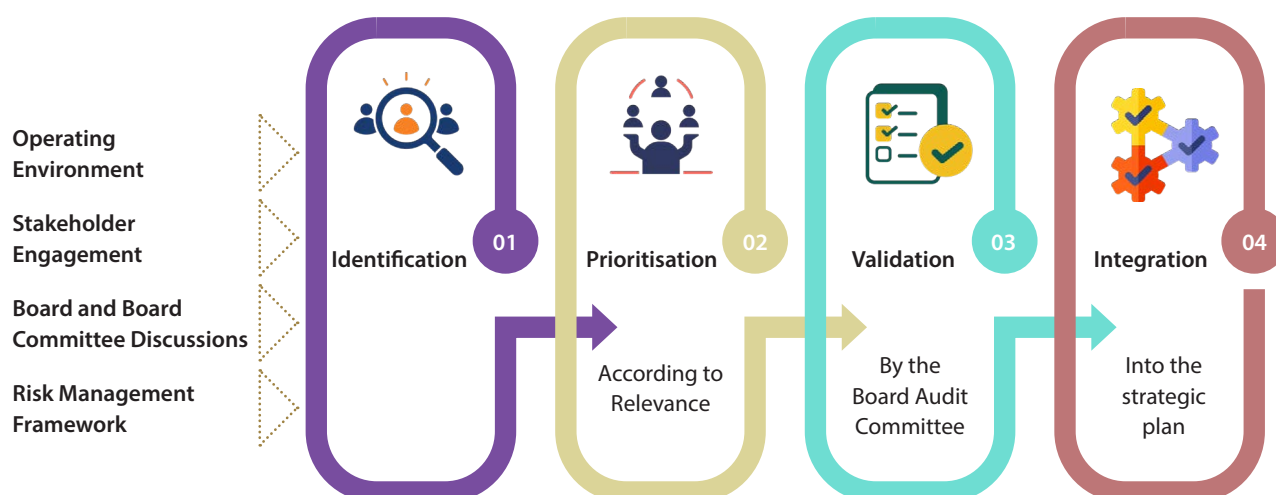 Operating
Environment
Stakeholder
Engagement
Board and Board
Committee Discussions
Risk Management
Framework
Identification
01
Prioritisation
02
According to
Relevance
Validation
03
By the
Board Audit
Committee
Integration
04
Into the
strategic
plan